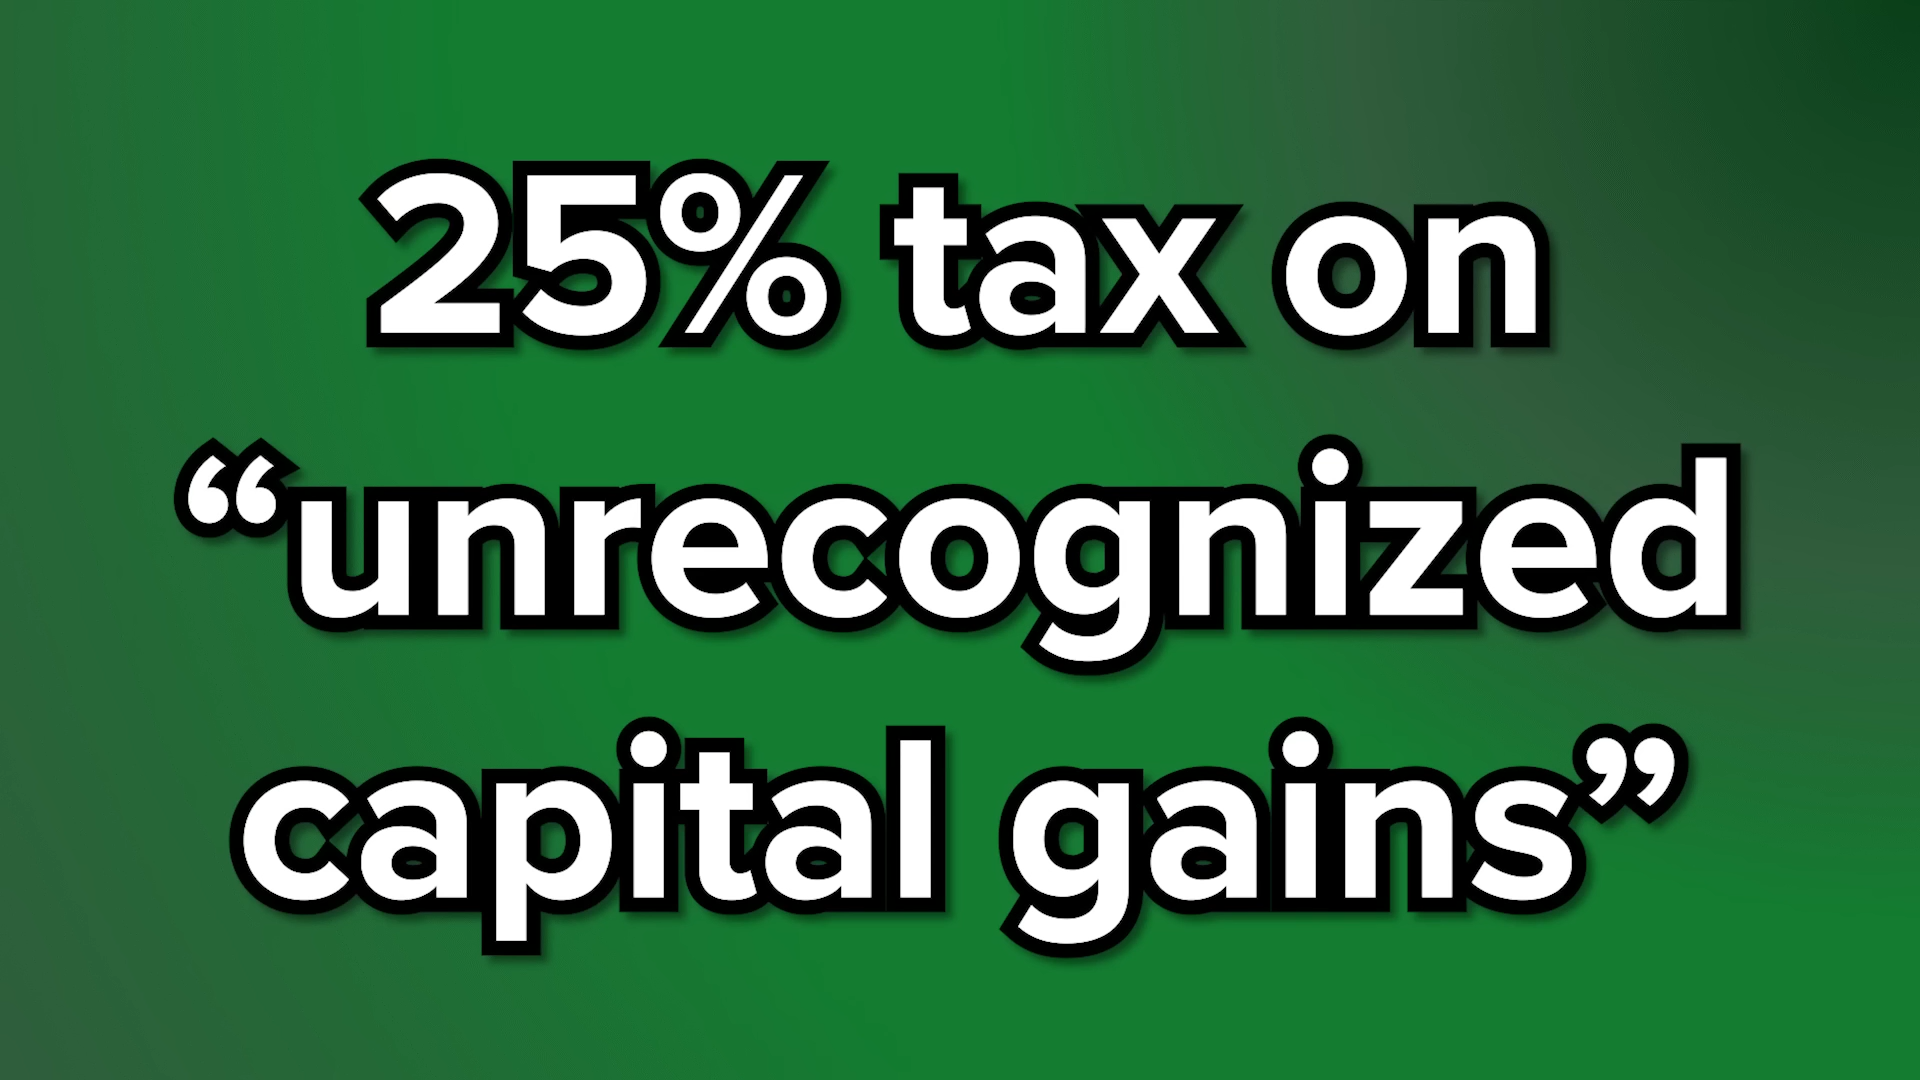 25% tax on
“unrecognized
capital gains”